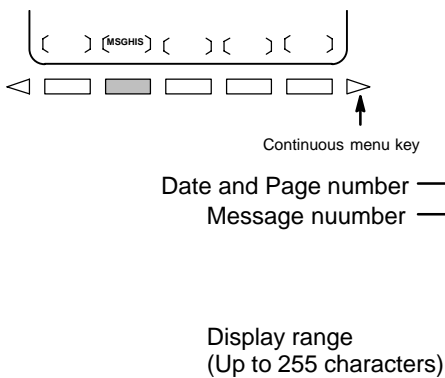 [ ] [MSGHIS] [ ] [ ] [ ]
Continuous menu key
Date and Page number
Message nuumber
Display range
(Up to 255 characters)